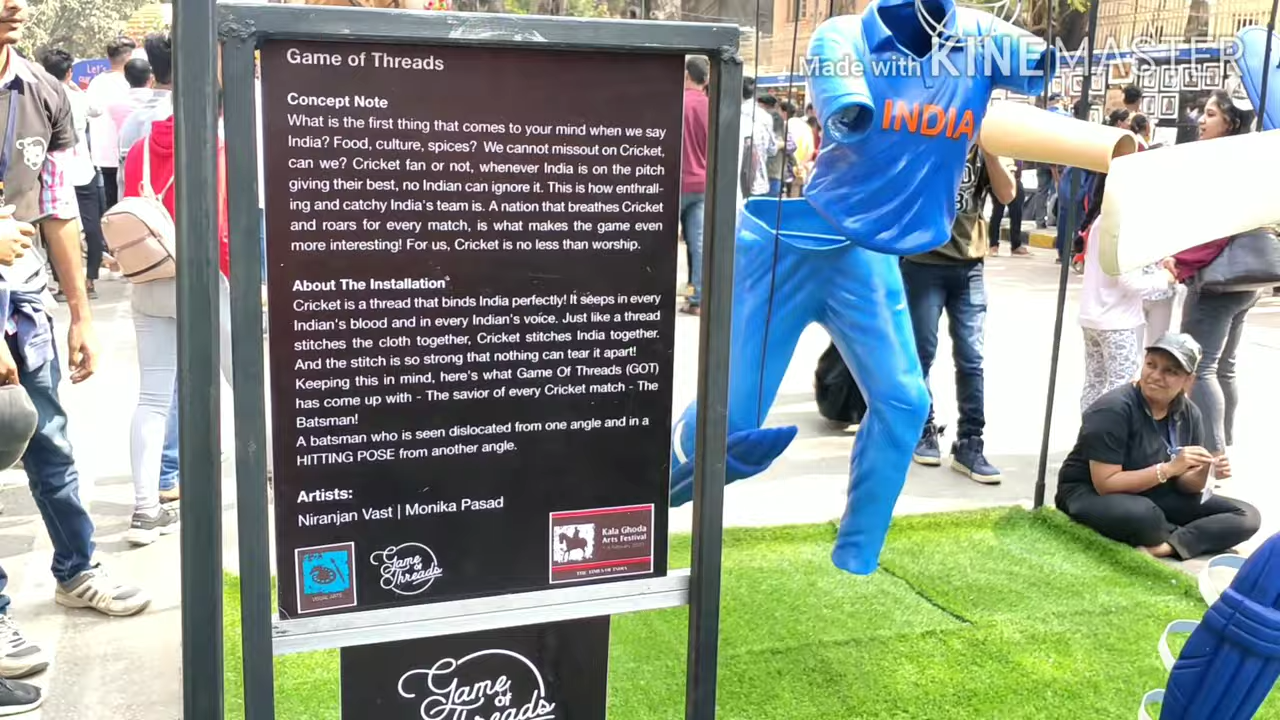 Made with KINEMASTER
Let's
Game of Threads
Concept Note
What is the first thing that comes to your mind when we say
India? Food, culture, spices? We cannot missout on Cricket,
can we? Cricket fan or not, whenever India is on the pitch
giving their best, no Indian can ignore it. This is how enthrall-
ing and catchy India's team is. A nation that breathes Cricket
and roars for every match, is what makes the game even
more interesting! For us, Cricket is no less than worship.
About The Installation
Cricket is a thread that binds India perfectly! It seeps in every
Indian's blood and in every Indian's voice. Just like a thread
stitches the cloth together, Cricket stitches India together.
And the stitch is so strong that nothing can tear it apart!
Keeping this in mind, here's what Game Of Threads (GOT)
has come up with - The savior of every Cricket match - The
Batsman!
A batsman who is seen dislocated from one angle and in a
HITTING POSE from another angle.
Artists:
Niranjan Vast | Monika Pasad
VISUAL ARTS
Game
of
Threads
Kala Ghoda
Arts Festival
THE TIMES OF INDIA
Game
of
Threads
INDIA